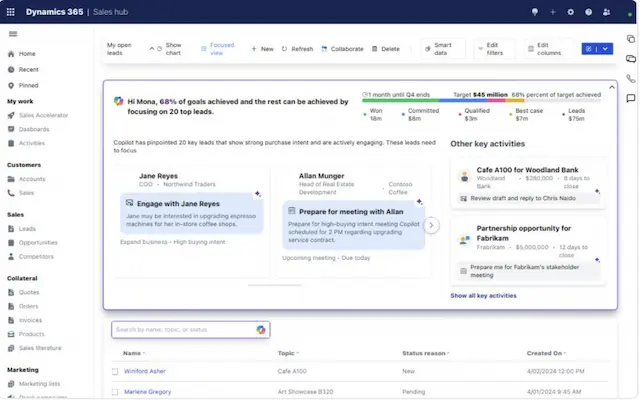 Dynamics 365 Sales hub
Home
Recent
Pinned
My work
Sales Accelerator
Dashboards
Activities
Customers
Accounts
Sales
Sales
Leads
Opportunities
Competitors
Collateral
Quotes
Orders
Invoices
Products
Sales literature
Marketing
Marketing lists
My open leads
Show chart
Focused view
New
Refresh
Collaborate
Delete
Smart data
Edit filters
Edit columns
Hi Mona, 68% of goals achieved and the rest can be achieved by
focusing on 20 top leads.
1 month until Q4 ends Target $45 million 68% percent of target achieved
Won Committed Qualified Best case Leads
18m $8m $3m $7m $75m
Copilot has pinpointed 20 key leads that show strong purchase intent and are actively engaging. These leads need
to focus
Jane Reyes
COO • Northwind Traders
Engage with Jane Reyes
Jane may be interested in upgrading espresso
machines for her in-store coffee shops.
Expand business • High buying intent
Allan Munger
Head of Real Estate Development • Contoso Coffee
Prepare for meeting with Allan
Prepare for high-buying intent meeting Copilot
scheduled for 2 PM regarding upgrading
service contract.
Upcoming meeting • Due today
Other key activities
Cafe A100 for Woodland Bank
Woodland Bank • $280,000 • 8 days to close
Review draft and reply to Chris Naido
Partnership opportunity for
Fabrikam
Frakham • $5,000,000 • 12 days to close
Prepare me for Fabrikam's stakeholder
meeting
Show all key activities
Search by name, topic, or status
Name Topic Status reason Created On
Winiford Asher Cafe A100 New 4/02/2024 12:00 PM
Marlene Gregory Art Showcase B320 Pending 4/01/2024 9:45 AM